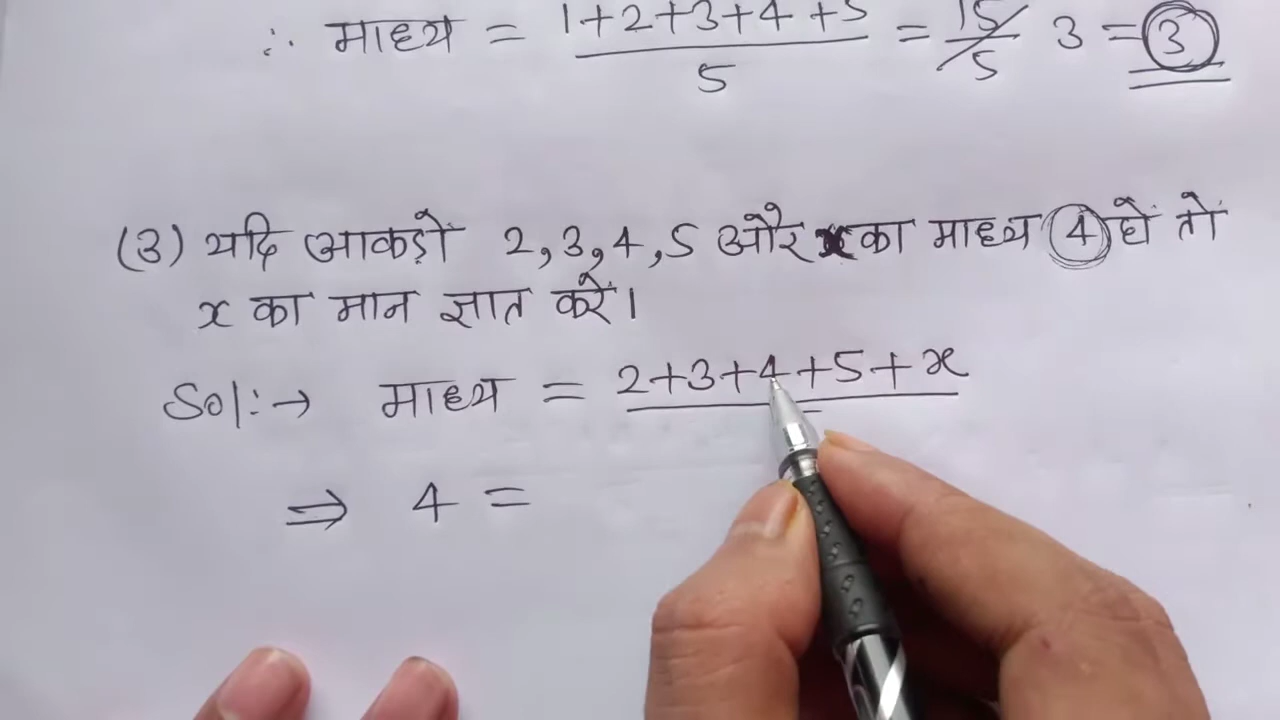 ∴ माध्य = 1+2+3+4+5/5 = 15/5 3 = 3
(3) यदि आकड़ो 2,3,4,5 और x का माध्य 4 घे तो
x का मान ज्ञात करें।
Sol:→ माध्य = 2+3+4+5+x
⇒ 4 =